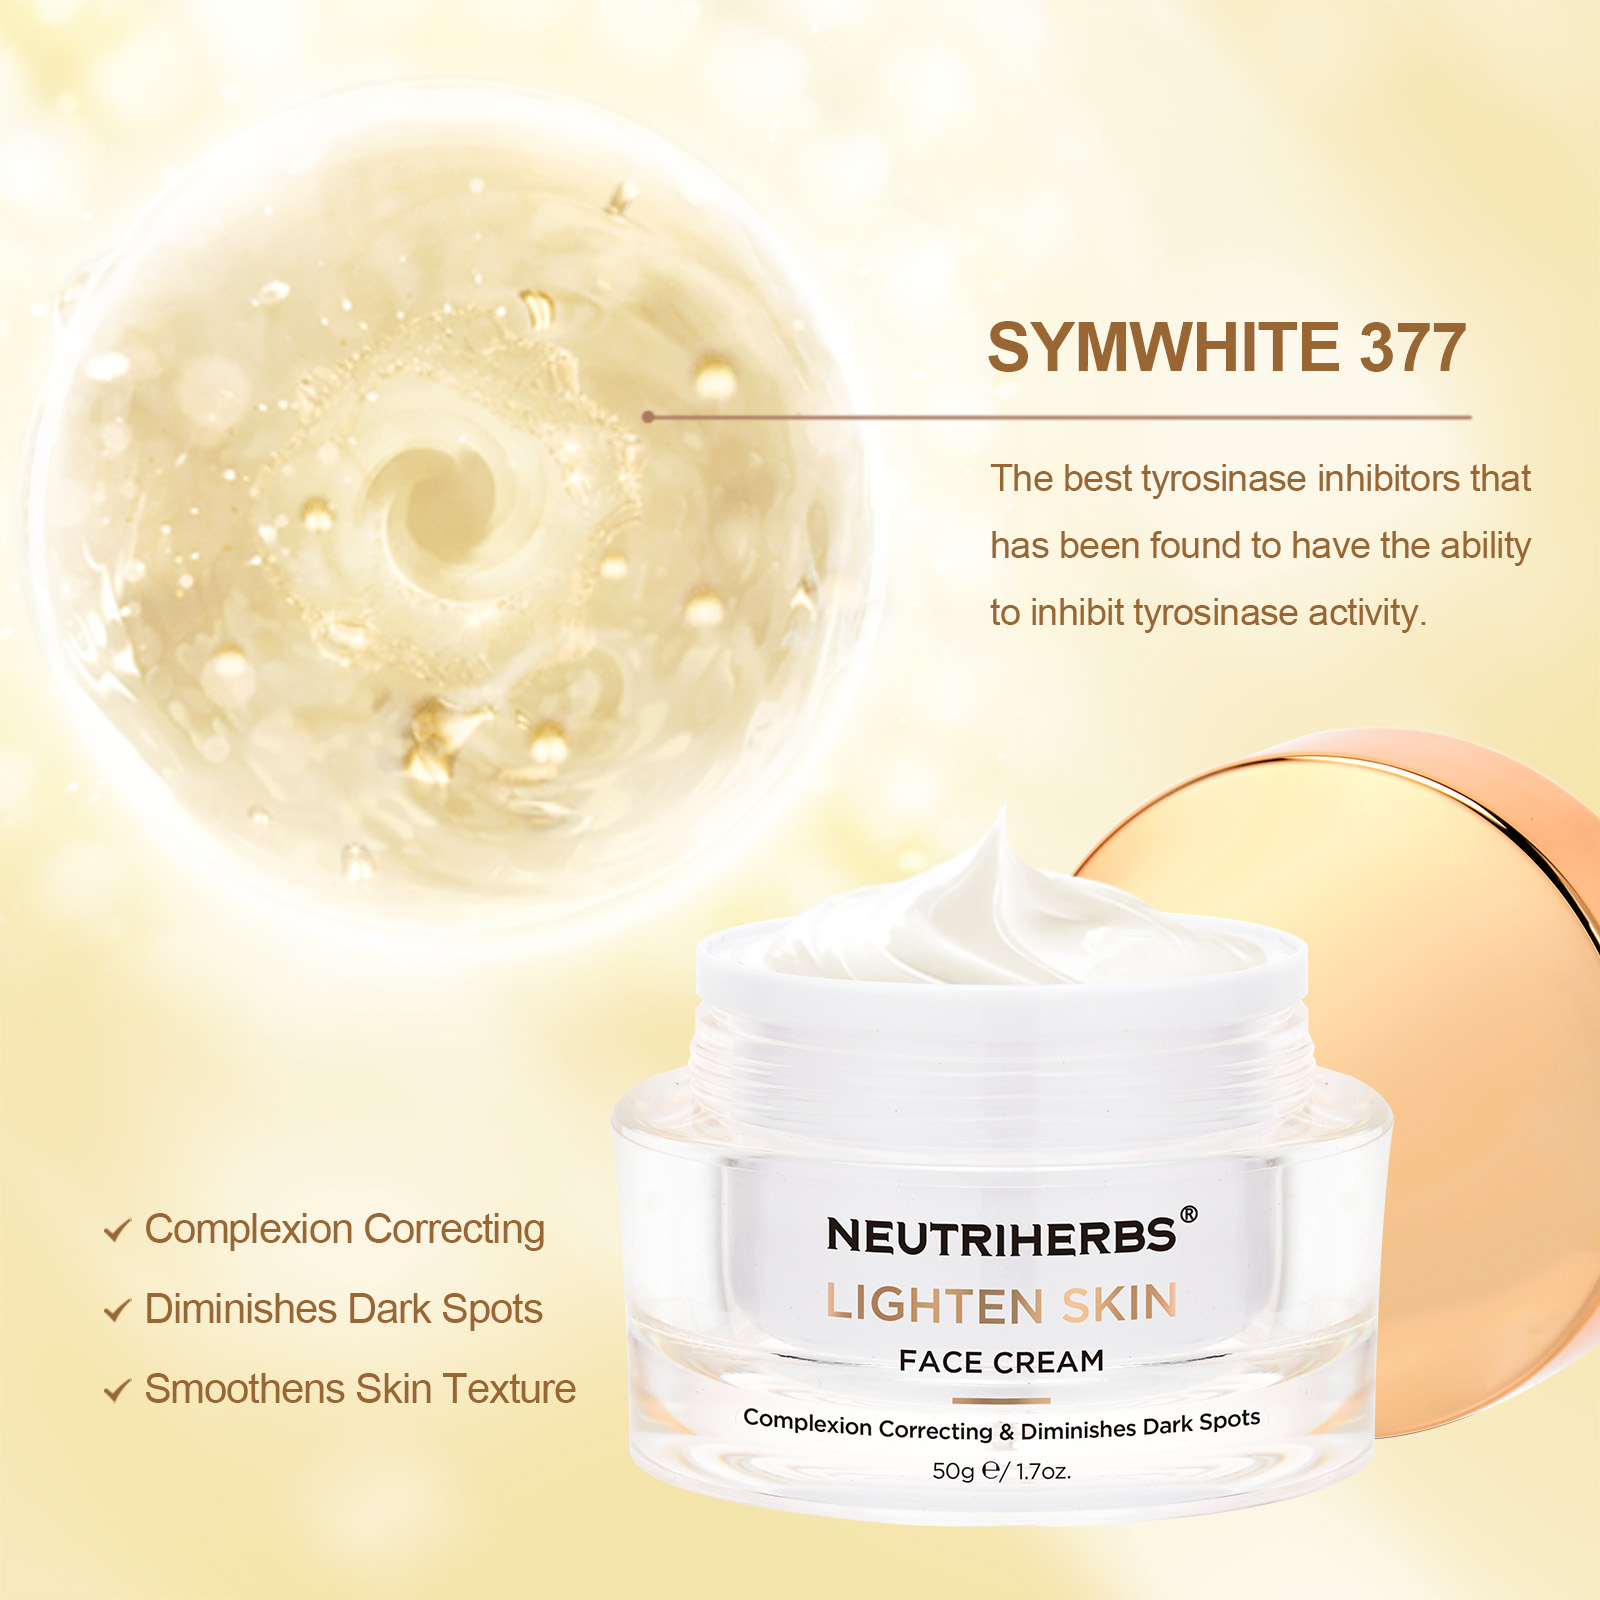 SYMWHITE 377
The best tyrosinase inhibitors that
has been found to have the ability
to inhibit tyrosinase activity.
✓ Complexion Correcting
✓ Diminishes Dark Spots
✓ Smoothens Skin Texture
NEUTRIHERBS®
LIGHTEN SKIN
FACE CREAM
Complexion Correcting & Diminishes Dark Spots
50g ℮/ 1.7oz.